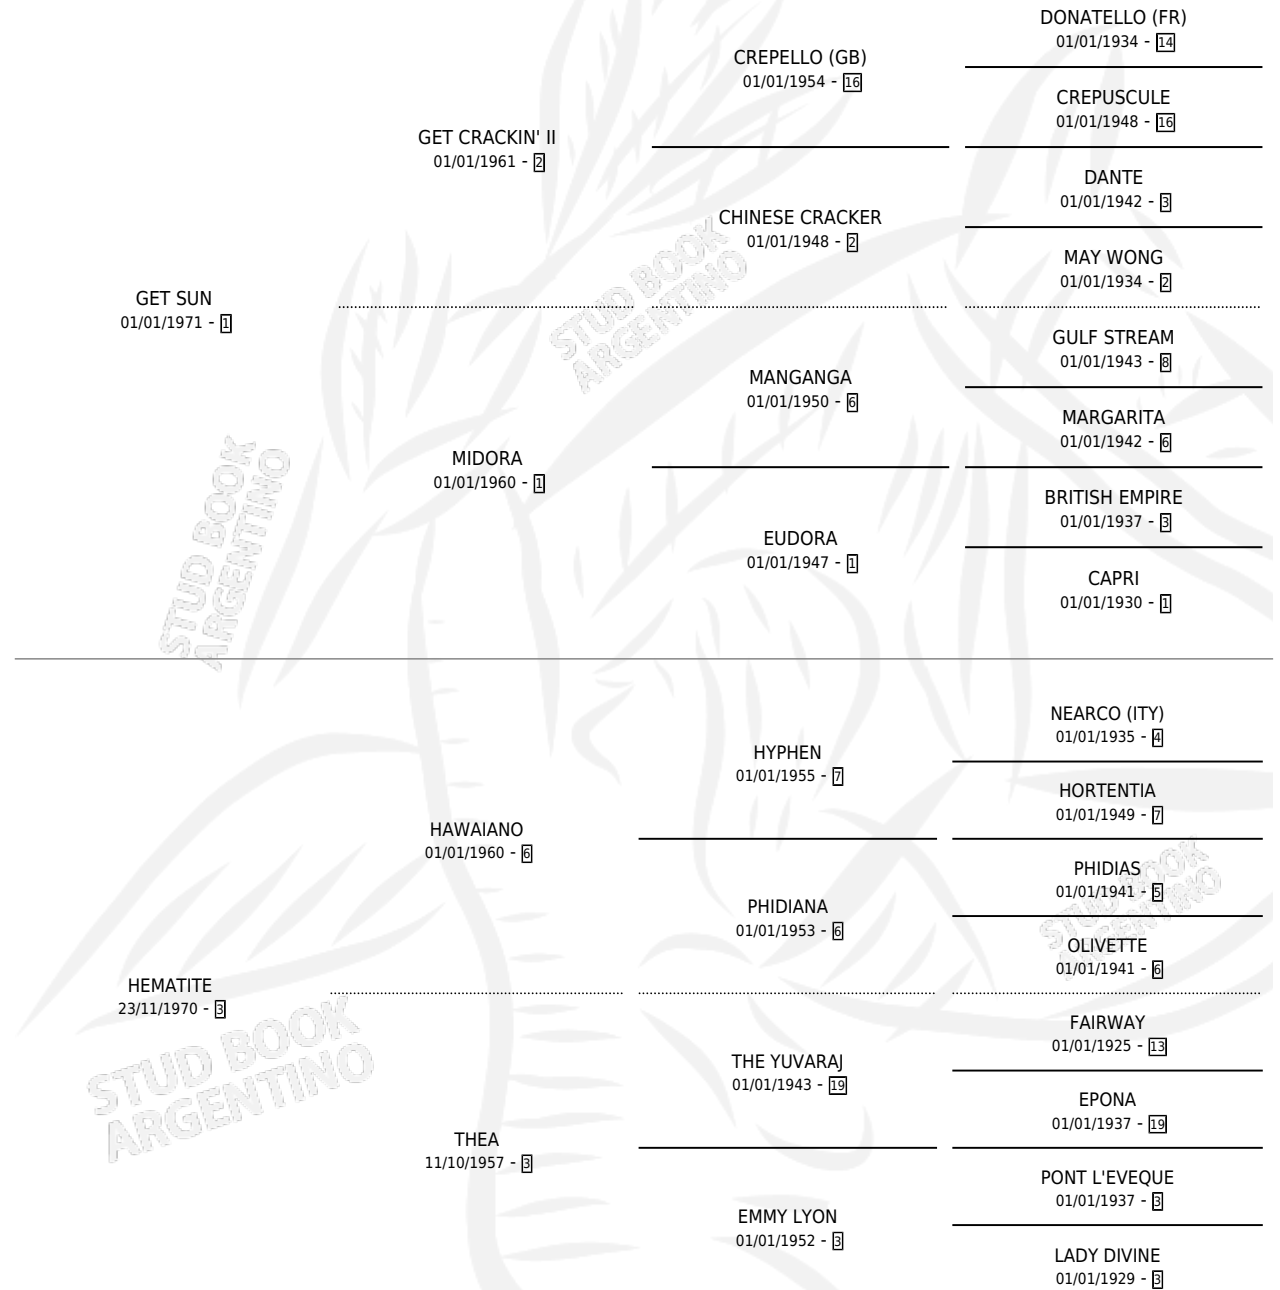 DONATELLO (FR)
01/01/1934 - 14
CREPELLO (GB)
01/01/1954 - 16
CREPUSCULE
01/01/1948 - 16
GET CRACKIN' II
01/01/1961 - 2
DANTE
01/01/1942 - 3
CHINESE CRACKER
01/01/1948 - 2
MAY WONG
01/01/1934 - 2
GET SUN
01/01/1971 - 1
GULF STREAM
01/01/1943 - 8
MANGANGA
01/01/1950 - 6
MARGARITA
01/01/1942 - 6
MIDORA
01/01/1960 - 1
BRITISH EMPIRE
01/01/1937 - 3
EUDORA
01/01/1947 - 1
CAPRI
01/01/1930 - 1
NEARCO (ITY)
01/01/1935 - 4
HYPHEN
01/01/1955 - 7
HORTENTIA
01/01/1949 - 7
HAWAIANO
01/01/1960 - 6
PHIDIAS
01/01/1941 - 5
PHIDIANA
01/01/1953 - 6
OLIVETTE
01/01/1941 - 6
HEMATITE
23/11/1970 - 3
FAIRWAY
01/01/1925 - 13
THE YUVARAJ
01/01/1943 - 19
EPONA
01/01/1937 - 19
THEA
11/10/1957 - 3
PONT L'EVEQUE
01/01/1937 - 3
EMMY LYON
01/01/1952 - 3
LADY DIVINE
01/01/1929 - 3
STUD BOOK
ARGENTINO
STUD BOOK
ARGENTINO
STUD BOOK
ARGENTINO
STUD BOOK
ARGENTINO